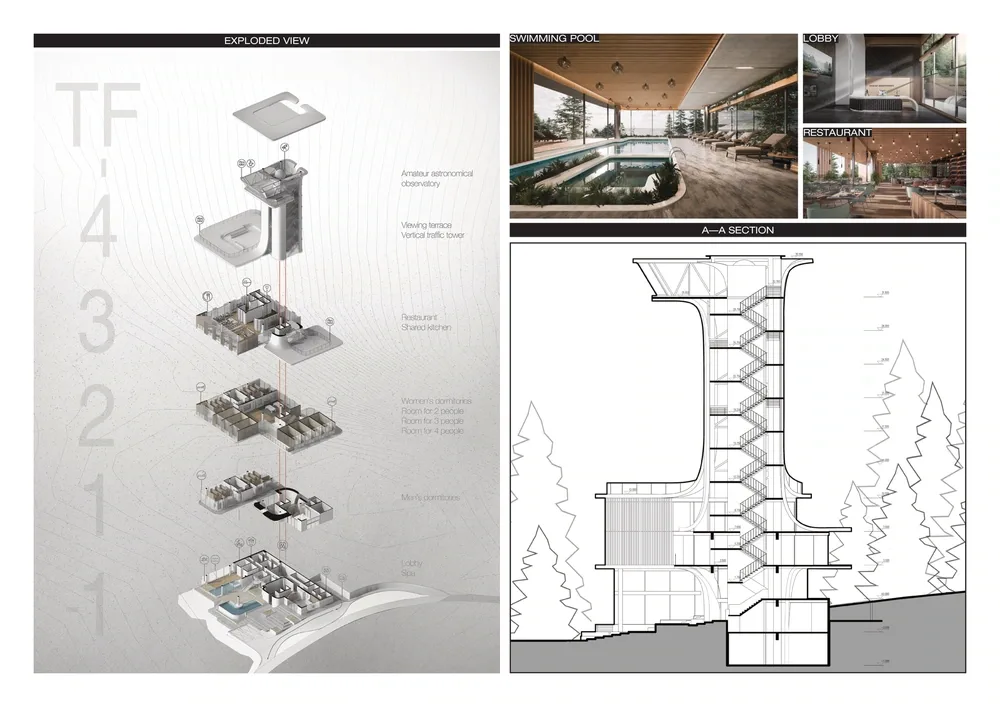 EXPLODED VIEW
TF
4
3
2
1
-1
Amateur astronomical
observatory
Viewing terrace
Vertical traffic tower
Restaurant
Shared kitchen
Women's dormitories
Room for 2 people
Room for 3 people
Room for 4 people
Men's dormitories
Lobby
Spa
SWIMMING POOL
LOBBY
RESTAURANT
A—A SECTION